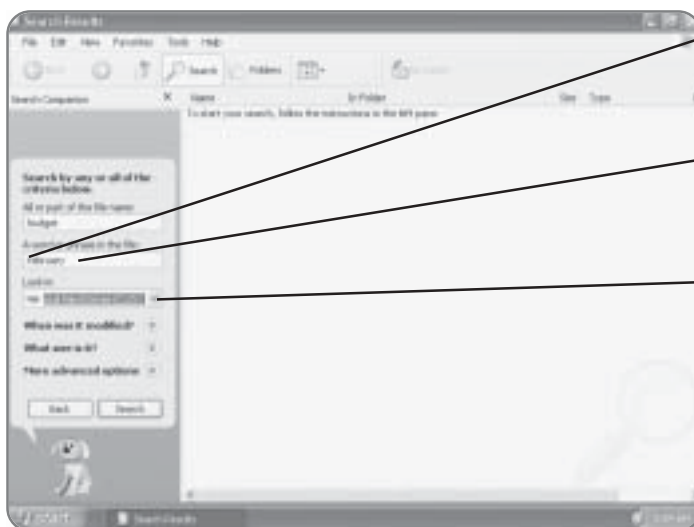 Search Results
File Edit View Favorites Tools Help
Search Folders
Search Companion
Name In Folder Size Type
To start your search, follow the instructions in the left pane.
Search by any or all of the
criteria below.
All or part of the file name:
budget
A word or phrase in the file:
February
Look in:
When was it modified?
What size is it?
More advanced options
Back Search
start Search Results